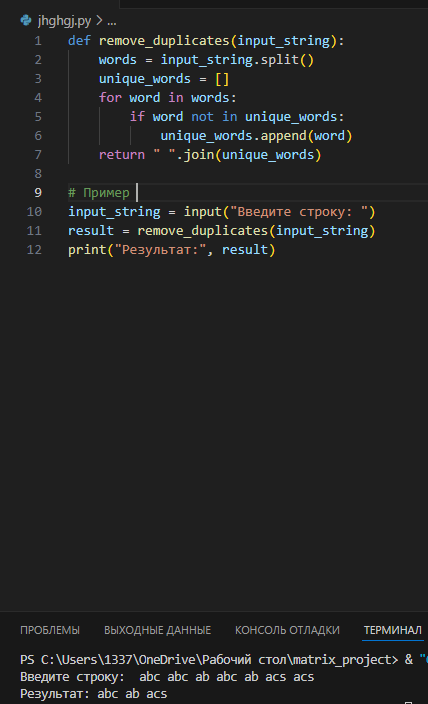 jhghgj.py > ...
1 def remove_duplicates(input_string):
2     words = input_string.split()
3     unique_words = []
4     for word in words:
5         if word not in unique_words:
6             unique_words.append(word)
7     return " ".join(unique_words)
8
9 # Пример
10 input_string = input("Введите строку: ")
11 result = remove_duplicates(input_string)
12 print("Результат:", result)
ПРОБЛЕМЫ ВЫХОДНЫЕ ДАННЫЕ КОНСОЛЬ ОТЛАДКИ ТЕРМИНАЛ
PS C:\Users\1337\OneDrive\Рабочий стол\matrix_project> &
Введите строку:  abc abc ab abc ab acs acs
Результат: abc ab acs